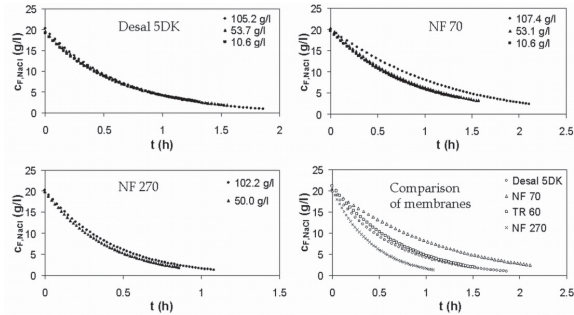 Desal 5DK
105.2 g/l
53.7 g/l
10.6 g/l
c_F,NaCl (g/l)
25
20
15
10
5
0
0 0.5 1 1.5 2
t (h)
NF 70
107.4 g/l
53.1 g/l
10.6 g/l
c_F,NaCl (g/l)
25
20
15
10
5
0
0 0.5 1 1.5 2 2.5
t (h)
NF 270
102.2 g/l
50.0 g/l
c_F,NaCl (g/l)
25
20
15
10
5
0
0 0.5 1 1.5
t (h)
Comparison
of membranes
Desal 5DK
NF 70
TR 60
NF 270
c_F,NaCl (g/l)
25
20
15
10
5
0
0 0.5 1 1.5 2 2.5
t (h)